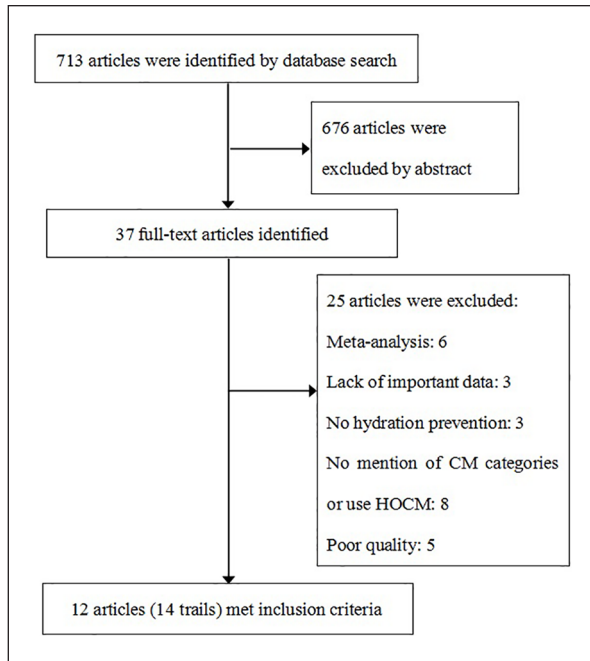 713 articles were identified by database search
676 articles were
excluded by abstract
37 full-text articles identified
25 articles were excluded:
Meta-analysis: 6
Lack of important data: 3
No hydration prevention: 3
No mention of CM categories
or use HOCM: 8
Poor quality: 5
12 articles (14 trails) met inclusion criteria